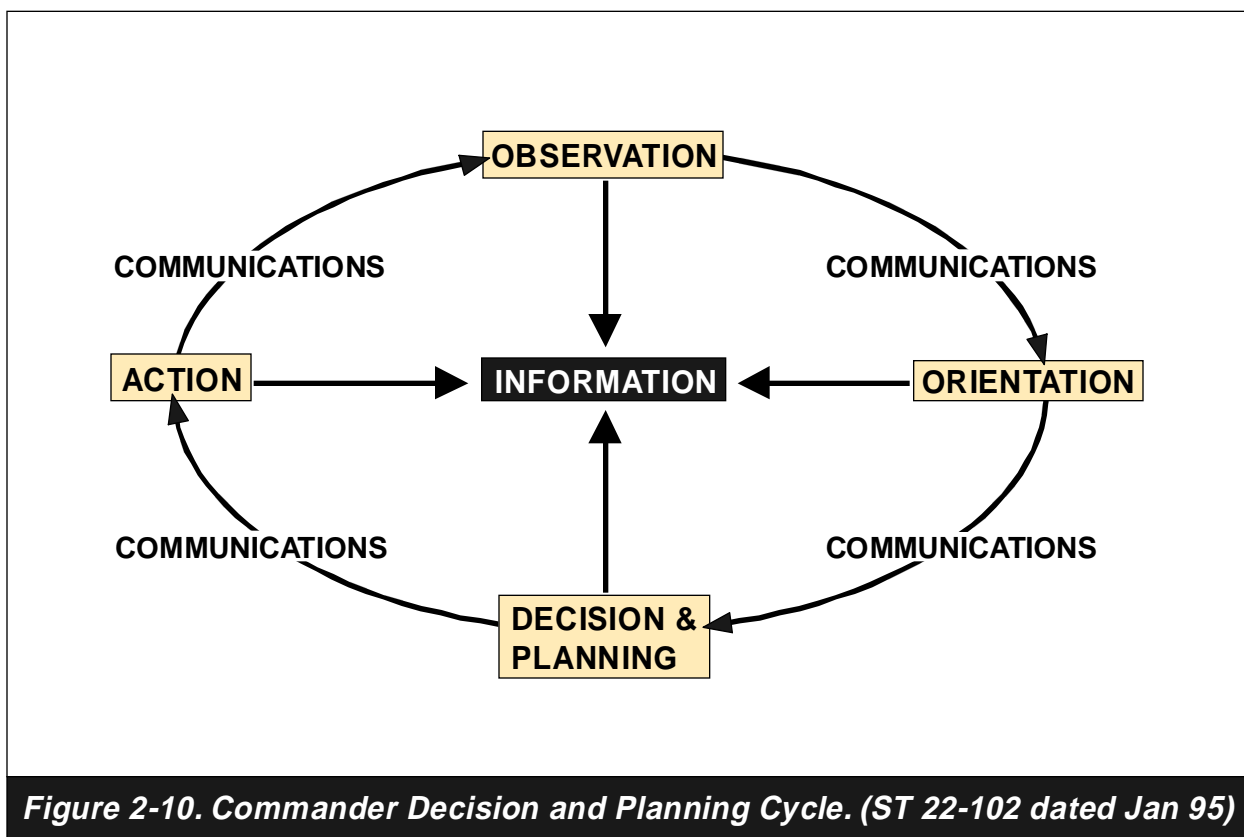 OBSERVATION
COMMUNICATIONS
COMMUNICATIONS
ACTION
INFORMATION
ORIENTATION
COMMUNICATIONS
COMMUNICATIONS
DECISION &
PLANNING
Figure 2-10. Commander Decision and Planning Cycle. (ST 22-102 dated Jan 95)